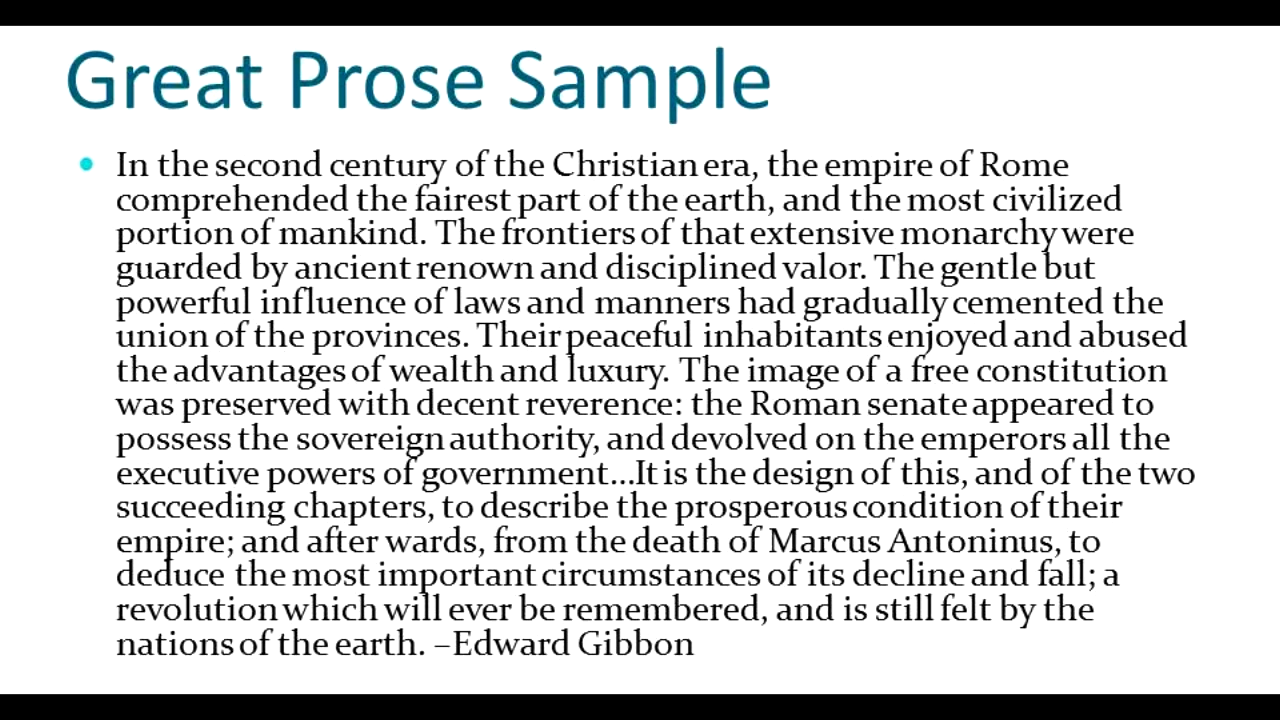 Great Prose Sample
• In the second century of the Christian era, the empire of Rome
comprehended the fairest part of the earth, and the most civilized
portion of mankind. The frontiers of that extensive monarchy were
guarded by ancient renown and disciplined valor. The gentle but
powerful influence of laws and manners had gradually cemented the
union of the provinces. Their peaceful inhabitants enjoyed and abused
the advantages of wealth and luxury. The image of a free constitution
was preserved with decent reverence: the Roman senate appeared to
possess the sovereign authority, and devolved on the emperors all the
executive powers of government...It is the design of this, and of the two
succeeding chapters, to describe the prosperous condition of their
empire; and after wards, from the death of Marcus Antoninus, to
deduce the most important circumstances of its decline and fall; a
revolution which will ever be remembered, and is still felt by the
nations of the earth. –Edward Gibbon